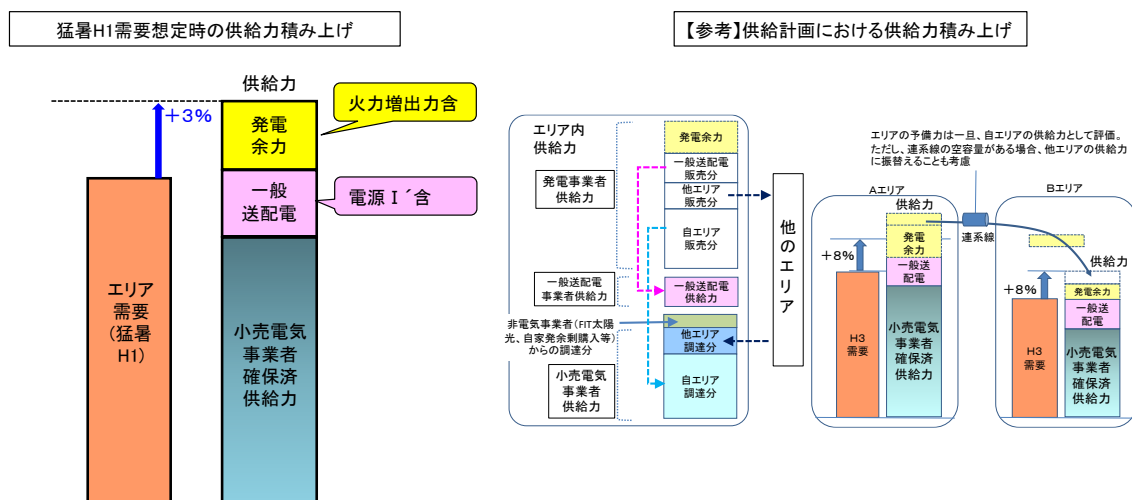 猛暑H1需要想定時の供給力積み上げ
供給力
+3%
発電
余力
火力増出力含
一般
送配電
電源Ⅰ´含
エリア
需要
(猛暑
H1)
小売電気
事業者
確保済
供給力
【参考】供給計画における供給力積み上げ
エリア内
供給力
発電事業者
供給力
発電余力
一般送配電
販売分
他エリア
販売分
自エリア
販売分
一般送配電
事業者供給力
一般送配電
供給力
非電気事業者(FIT太陽
光、自家発余剰購入等)
からの調達分
他エリア
調達分
小売電気
事業者
供給力
自エリア
調達分
他のエリア
エリアの予備力は一旦、自エリアの供給力として評価。
ただし、連系線の空容量がある場合、他エリアの供給力
に振替えることも考慮
Aエリア
供給力
+8%
発電
余力
一般送
配電
H3
需要
小売電気
事業者
確保済
供給力
連系線
Bエリア
供給力
+8%
発電余力
一般送
配電
H3
需要
小売電気
事業者
確保済
供給力